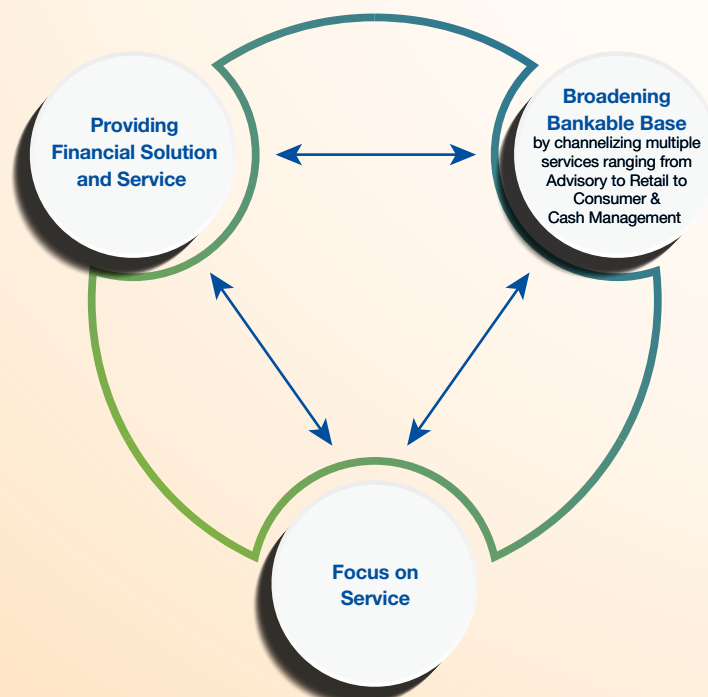 Providing
Financial Solution
and Service
Broadening
Bankable Base
by channelizing multiple
services ranging from
Advisory to Retail to
Consumer &
Cash Management
Focus on
Service